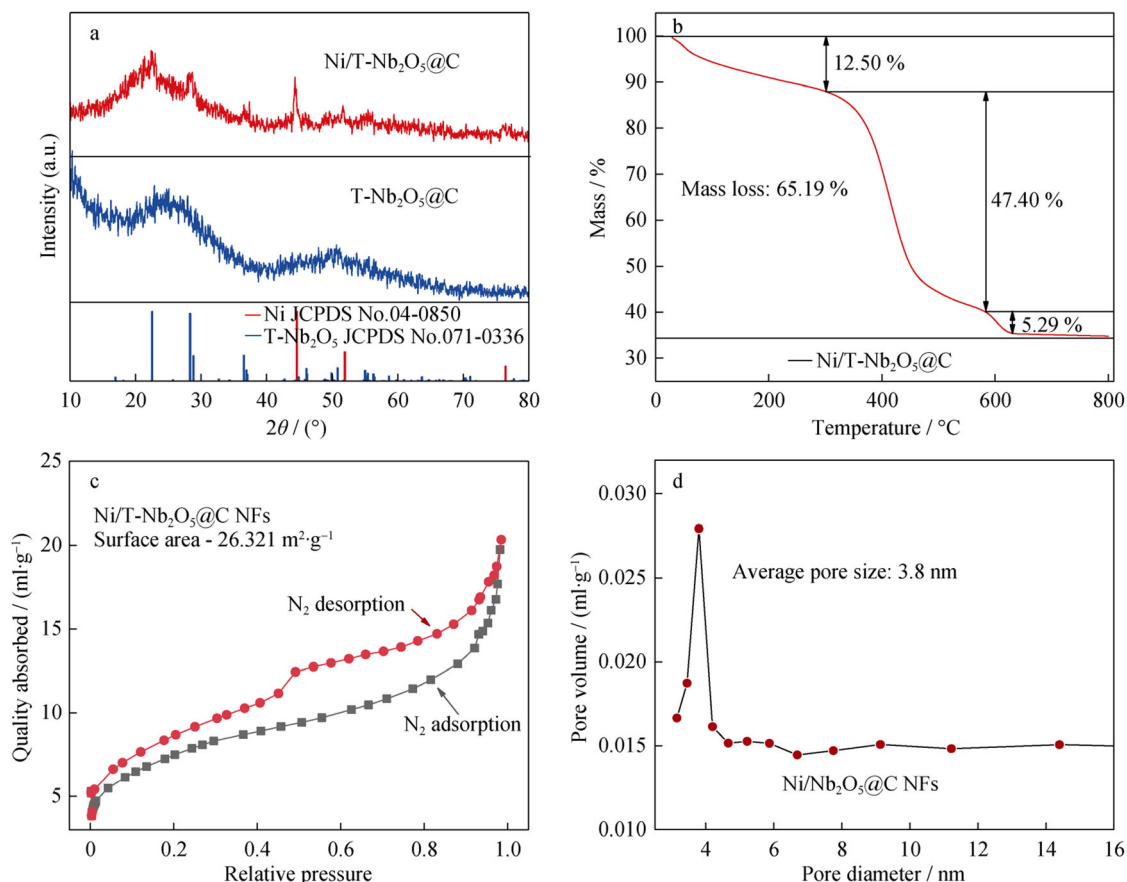 a
Ni/T-Nb₂O₅@C
T-Nb₂O₅@C
Ni JCPDS No.04-0850
T-Nb₂O₅ JCPDS No.071-0336
Intensity (a.u.)
10 20 30 40 50 60 70 80
2θ / (°)
b
100
90
80
70
60
50
40
30
12.50 %
Mass loss: 65.19 %
47.40 %
5.29 %
Ni/T-Nb₂O₅@C
Mass / %
0 200 400 600 800
Temperature / °C
c
Ni/T-Nb₂O₅@C NFs
Surface area - 26.321 m²·g⁻¹
N₂ desorption
N₂ adsorption
25
20
15
10
5
Quality absorbed / (ml·g⁻¹)
0 0.2 0.4 0.6 0.8 1.0
Relative pressure
d
0.030
0.025
0.020
0.015
0.010
Average pore size: 3.8 nm
Ni/Nb₂O₅@C NFs
Pore volume / (ml·g⁻¹)
4 6 8 10 12 14 16
Pore diameter / nm